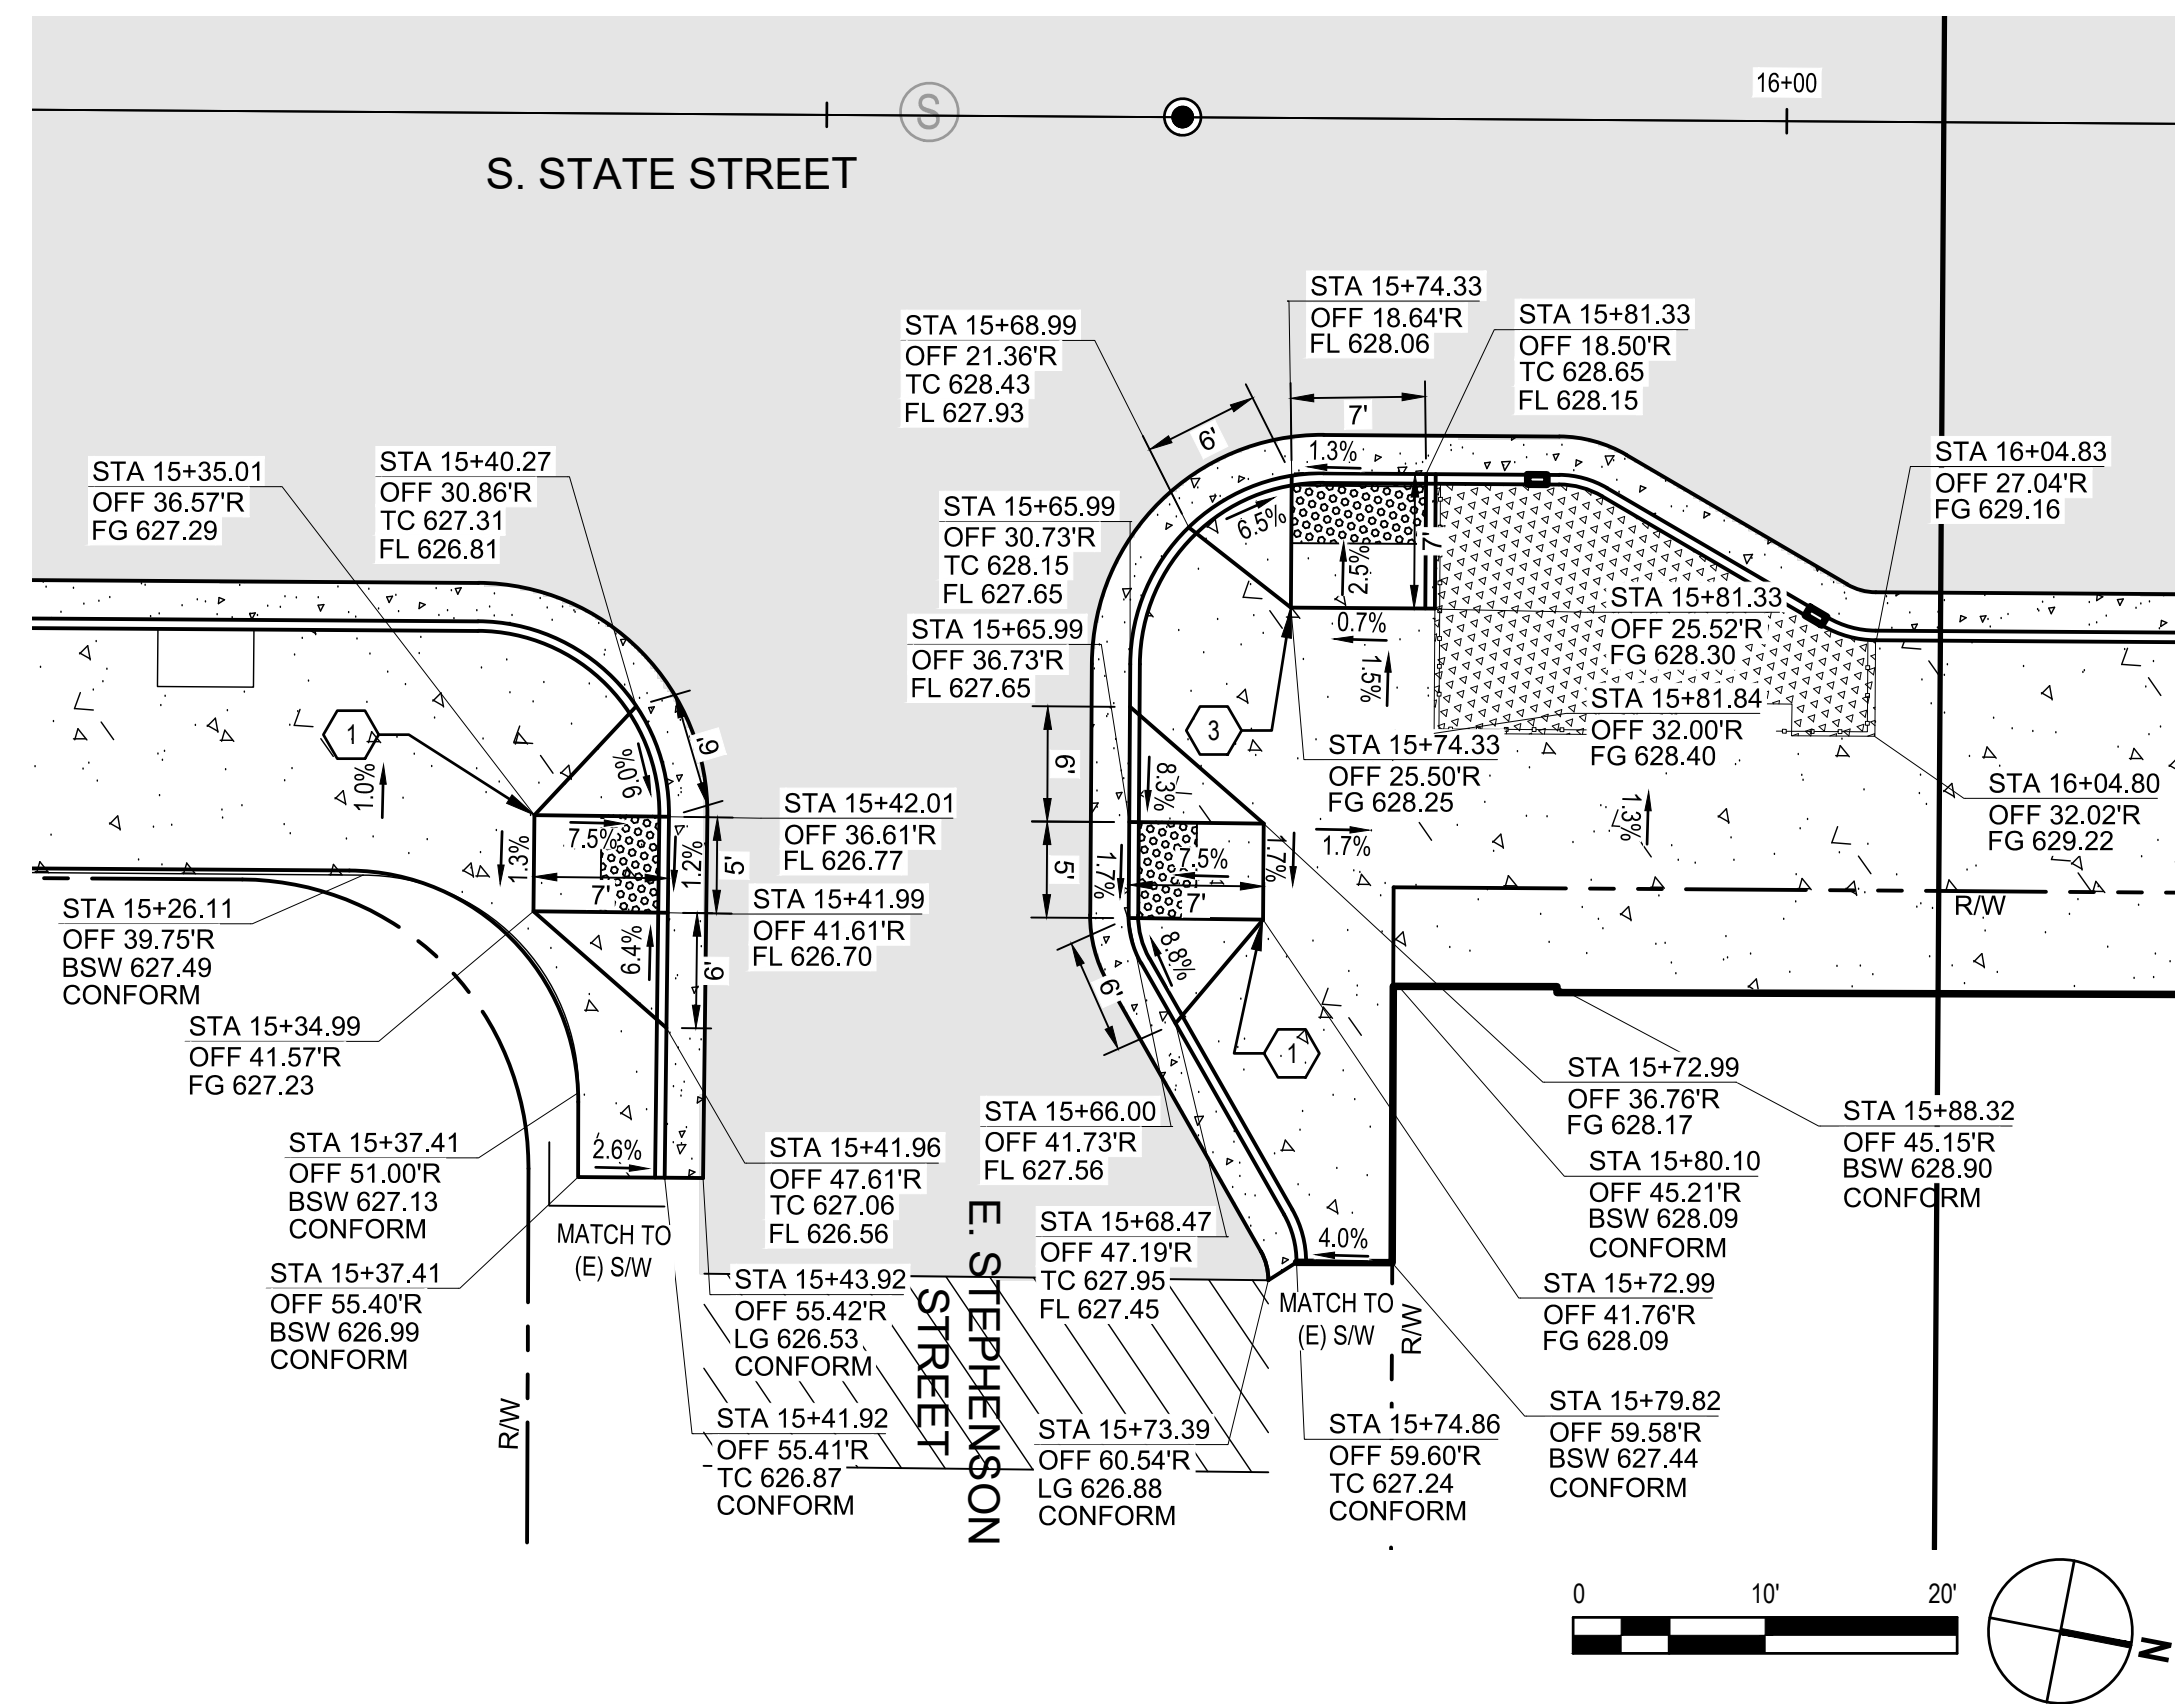 16+00
S
S. STATE STREET
STA 15+74.33
OFF 18.64'R
FL 628.06
STA 15+81.33
OFF 18.50'R
TC 628.65
FL 628.15
STA 15+68.99
OFF 21.36'R
TC 628.43
FL 627.93
7'
6'
1.3%
STA 16+04.83
OFF 27.04'R
FG 629.16
STA 15+35.01
OFF 36.57'R
FG 627.29
STA 15+40.27
OFF 30.86'R
TC 627.31
FL 626.81
STA 15+65.99
OFF 30.73'R
TC 628.15
FL 627.65
6.5%
2.5%
7'
STA 15+65.99
OFF 36.73'R
FL 627.65
0.7%
1.5%
STA 15+81.33
OFF 25.52'R
FG 628.30
STA 15+81.84
OFF 32.00'R
FG 628.40
1
3
STA 15+74.33
OFF 25.50'R
FG 628.25
6'
9.0%
1.0%
6'
8.3%
STA 16+04.80
OFF 32.02'R
FG 629.22
STA 15+42.01
OFF 36.61'R
FL 626.77
1.3%
7.5%
1.2%
5'
7'
5'
1.7%
7.5%
7'
1.7%
1.7%
1.3%
STA 15+41.99
OFF 41.61'R
FL 626.70
R/W
STA 15+26.11
OFF 39.75'R
BSW 627.49
CONFORM
6.4%
6'
8.8%
6'
STA 15+34.99
OFF 41.57'R
FG 627.23
1
STA 15+72.99
OFF 36.76'R
FG 628.17
STA 15+88.32
OFF 45.15'R
BSW 628.90
CONFORM
STA 15+66.00
OFF 41.73'R
FL 627.56
STA 15+37.41
OFF 51.00'R
BSW 627.13
CONFORM
2.6%
STA 15+41.96
OFF 47.61'R
TC 627.06
FL 626.56
STA 15+80.10
OFF 45.21'R
BSW 628.09
CONFORM
STA 15+68.47
OFF 47.19'R
TC 627.95
FL 627.45
4.0%
MATCH TO
(E) S/W
STA 15+37.41
OFF 55.40'R
BSW 626.99
CONFORM
STA 15+43.92
OFF 55.42'R
LG 626.53
CONFORM
E. STEPHENSON
STREET
MATCH TO
(E) S/W
R/W
STA 15+72.99
OFF 41.76'R
FG 628.09
R/W
STA 15+41.92
OFF 55.41'R
TC 626.87
CONFORM
STA 15+73.39
OFF 60.54'R
LG 626.88
CONFORM
STA 15+74.86
OFF 59.60'R
TC 627.24
CONFORM
STA 15+79.82
OFF 59.58'R
BSW 627.44
CONFORM
0 10' 20'
N